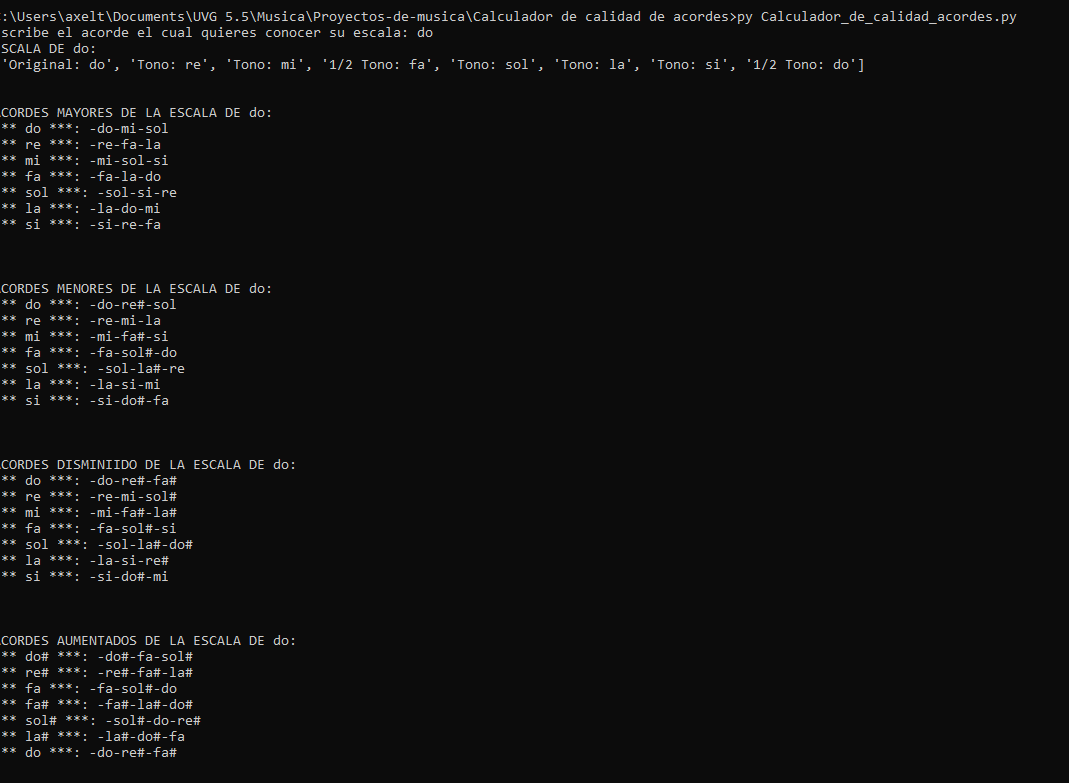 :\Users\axelt\Documents\UVG 5.5\Musica\Proyectos-de-musica\Calculador de calidad de acordes>py Calculador_de_calidad_acordes.py
scribe el acorde el cual quieres conocer su escala: do
SCALA DE do:
'Original: do', 'Tono: re', 'Tono: mi', '1/2 Tono: fa', 'Tono: sol', 'Tono: la', 'Tono: si', '1/2 Tono: do']
CORDES MAYORES DE LA ESCALA DE do:
** do ***: -do-mi-sol
** re ***: -re-fa-la
** mi ***: -mi-sol-si
** fa ***: -fa-la-do
** sol ***: -sol-si-re
** la ***: -la-do-mi
** si ***: -si-re-fa
CORDES MENORES DE LA ESCALA DE do:
** do ***: -do-re#-sol
** re ***: -re-mi-la
** mi ***: -mi-fa#-si
** fa ***: -fa-sol#-do
** sol ***: -sol-la#-re
** la ***: -la-si-mi
** si ***: -si-do#-fa
CORDES DISMINIIDO DE LA ESCALA DE do:
** do ***: -do-re#-fa#
** re ***: -re-mi-sol#
** mi ***: -mi-fa#-la#
** fa ***: -fa-sol#-si
** sol ***: -sol-la#-do#
** la ***: -la-si-re#
** si ***: -si-do#-mi
CORDES AUMENTADOS DE LA ESCALA DE do:
** do# ***: -do#-fa-sol#
** re# ***: -re#-fa#-la#
** fa ***: -fa-sol#-do
** fa# ***: -fa#-la#-do#
** sol# ***: -sol#-do-re#
** la# ***: -la#-do#-fa
** do ***: -do-re#-fa#